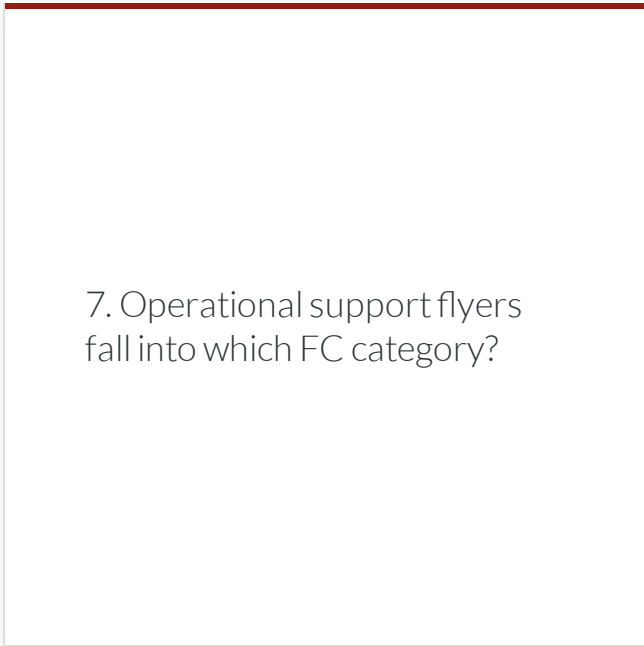 7. Operational support flyers
fall into which FC category?